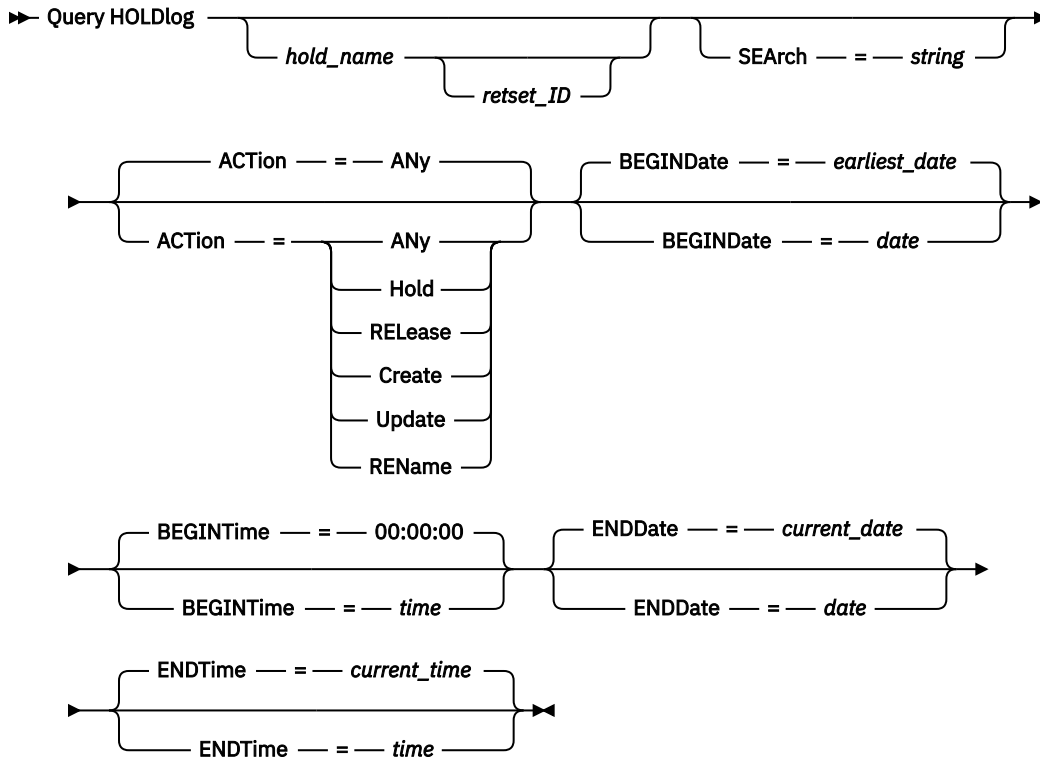 Query HOLDlog
hold_name
SEArch = string
retset_ID
ACTion = ANy
BEGINDate = earliest_date
ACTion = ANy
BEGINDate = date
Hold
RELease
Create
Update
REName
BEGINTime = 00:00:00
ENDDate = current_date
BEGINTime = time
ENDDate = date
ENDTime = current_time
ENDTime = time